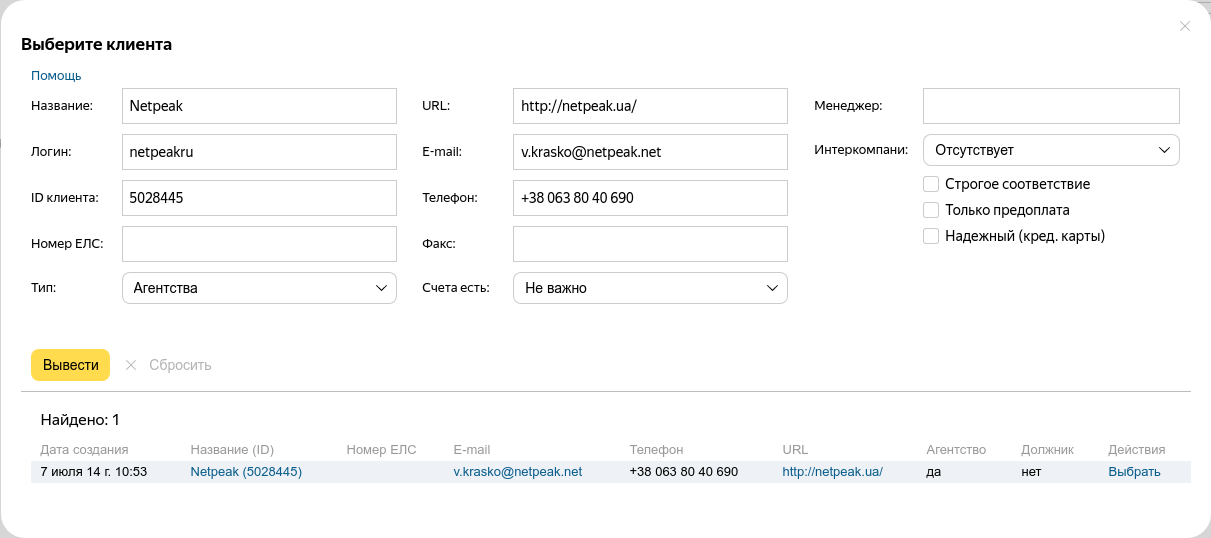 Выберите клиента
Помощь
Название: Netpeak URL: http://netpeak.ua/ Менеджер:
Логин: netpeakru E-mail: v.krasko@netpeak.net Интеркомпани: Отсутствует
Строгое соответствие
ID клиента: 5028445 Телефон: +38 063 80 40 690
Только предоплата
Номер ЕЛС: Факс: Надежный (кред. карты)
Тип: Агентства Счета есть: Не важно
Вывести Сбросить
Найдено: 1
Дата создания Название (ID) Номер ЕЛС E-mail Телефон URL Агентство Должник Действия
7 июля 14 г. 10:53 Netpeak (5028445) v.krasko@netpeak.net +38 063 80 40 690 http://netpeak.ua/ да нет Выбрать